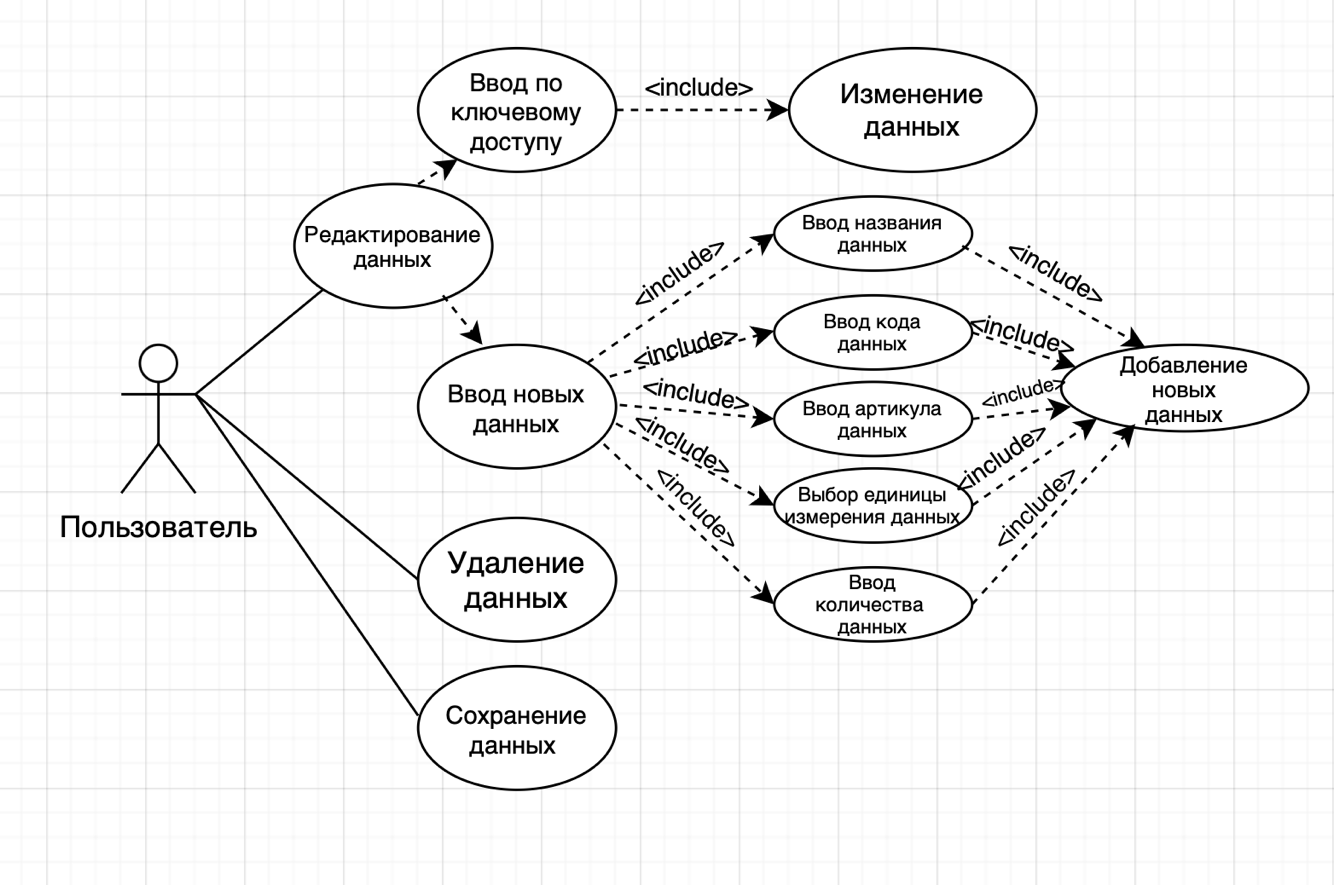 Ввод по
ключевому
доступу
<include>
Изменение
данных
Редактирование
данных
<include>
Ввод названия
данных
<include>
<include>
Ввод кода
данных
<include>
Ввод новых
данных
<include>
Ввод артикула
данных
<include>
Добавление
новых
данных
<include>
Выбор единицы
измерения данных
<include>
<include>
Ввод
количества
данных
<include>
Пользователь
Удаление
данных
Сохранение
данных